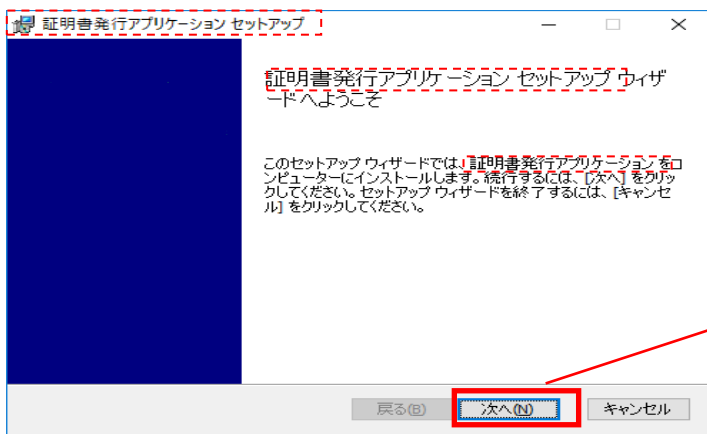 証明書発行アプリケーション セットアップ
証明書発行アプリケーション セットアップ ウィザ
ードへようこそ
このセットアップ ウィザードでは、証明書発行アプリケーション をコ
ンピューターにインストールします。続行するには、[次へ] をクリッ
クしてください。セットアップ ウィザードを終了するには、[キャンセ
ル] をクリックしてください。
戻る(B)
次へ(N)
キャンセル